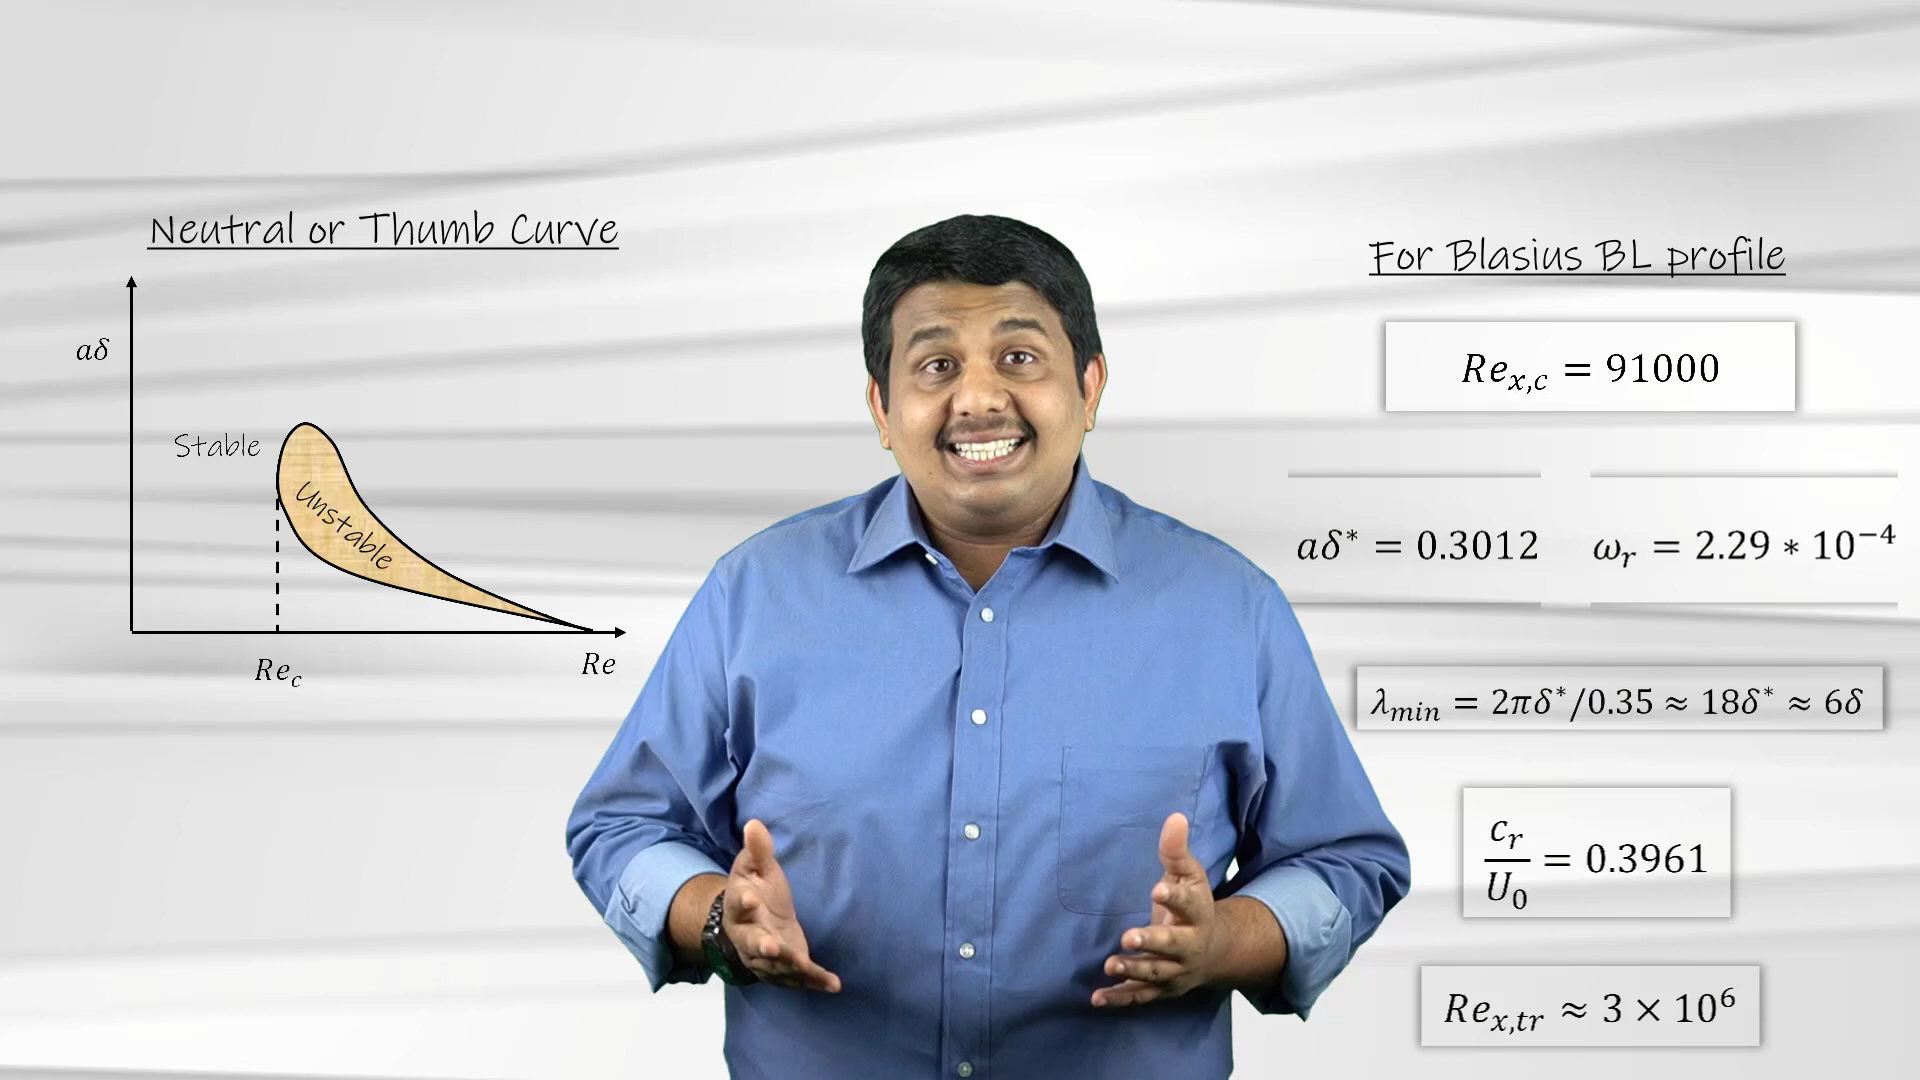 Neutral or Thumb Curve
aδ
Stable
Unstable
Re_c
Re
For Blasius BL profile
Re_{x,c} = 91000
aδ* = 0.3012
ω_r = 2.29 * 10^{-4}
λ_{min} = 2πδ*/0.35 ≈ 18δ* ≈ 6δ
c_r/U_0 = 0.3961
Re_{x,tr} ≈ 3 × 10^6